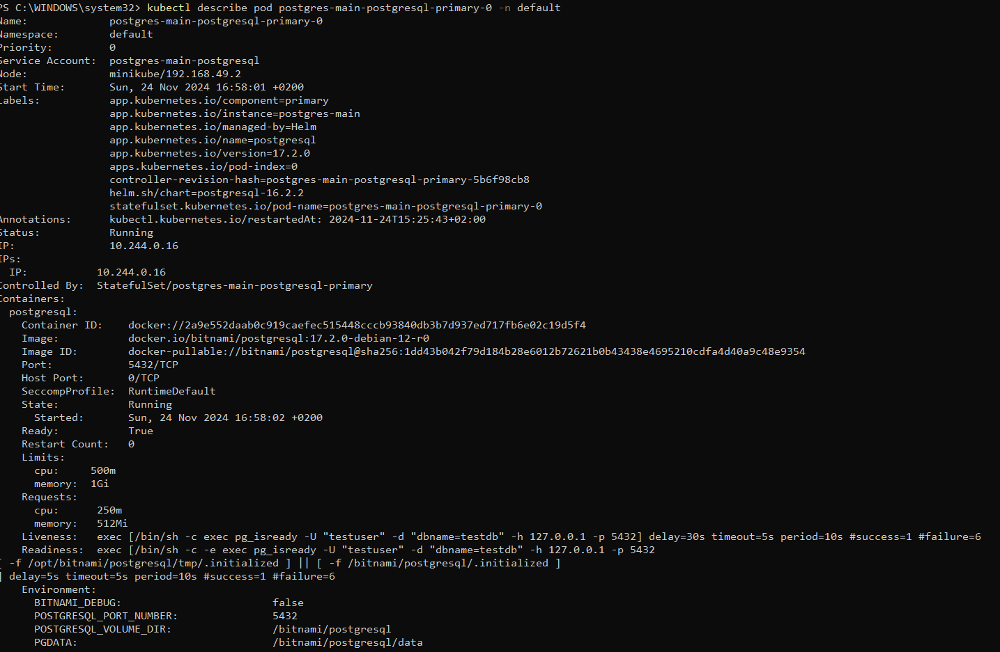 PS C:\WINDOWS\system32> kubectl describe pod postgres-main-postgresql-primary-0 -n default
Name:             postgres-main-postgresql-primary-0
Namespace:        default
Priority:         0
Service Account:  postgres-main-postgresql
Node:             minikube/192.168.49.2
Start Time:       Sun, 24 Nov 2024 16:58:01 +0200
Labels:           app.kubernetes.io/component=primary
                  app.kubernetes.io/instance=postgres-main
                  app.kubernetes.io/managed-by=Helm
                  app.kubernetes.io/name=postgresql
                  app.kubernetes.io/version=17.2.0
                  apps.kubernetes.io/pod-index=0
                  controller-revision-hash=postgres-main-postgresql-primary-5b6f98cb8
                  helm.sh/chart=postgresql-16.2.2
                  statefulset.kubernetes.io/pod-name=postgres-main-postgresql-primary-0
Annotations:      kubectl.kubernetes.io/restartedAt: 2024-11-24T15:25:43+02:00
Status:           Running
IP:               10.244.0.16
IPs:
  IP:           10.244.0.16
Controlled By:  StatefulSet/postgres-main-postgresql-primary
Containers:
  postgresql:
    Container ID:    docker://2a9e552daab0c919caefec515448cccb93840db3b7d937ed717fb6e02c19d5f4
    Image:           docker.io/bitnami/postgresql:17.2.0-debian-12-r0
    Image ID:        docker-pullable://bitnami/postgresql@sha256:1dd43b042f79d184b28e6012b72621b0b43438e4695210cdfa4d40a9c48e9354
    Port:            5432/TCP
    Host Port:       0/TCP
    SeccompProfile:  RuntimeDefault
    State:           Running
      Started:       Sun, 24 Nov 2024 16:58:02 +0200
    Ready:           True
    Restart Count:   0
    Limits:
      cpu:     500m
      memory:  1Gi
    Requests:
      cpu:      250m
      memory:   512Mi
    Liveness:   exec [/bin/sh -c exec pg_isready -U "testuser" -d "dbname=testdb" -h 127.0.0.1 -p 5432] delay=30s timeout=5s period=10s #success=1 #failure=6
    Readiness:  exec [/bin/sh -c -e exec pg_isready -U "testuser" -d "dbname=testdb" -h 127.0.0.1 -p 5432
[ -f /opt/bitnami/postgresql/tmp/.initialized ] || [ -f /bitnami/postgresql/.initialized ]
] delay=5s timeout=5s period=10s #success=1 #failure=6
    Environment:
      BITNAMI_DEBUG:                        false
      POSTGRESQL_PORT_NUMBER:               5432
      POSTGRESQL_VOLUME_DIR:                /bitnami/postgresql
      PGDATA:                               /bitnami/postgresql/data